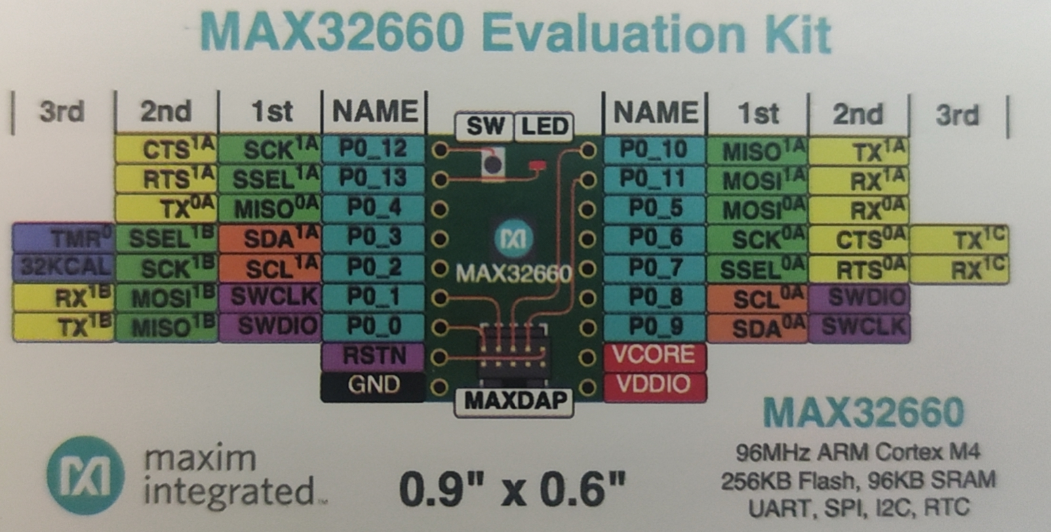 MAX32660 Evaluation Kit
3rd 2nd 1st NAME SW LED NAME 1st 2nd 3rd
CTS1A SCK1A P0_12 P0_10 MISO1A TX1A
RTS1A SSEL1A P0_13 P0_11 MOSI1A RX1A
TX0A MISO0A P0_4 P0_5 MOSI0A RX0A
TMR0 SSEL1B SDA1A P0_3 P0_6 SCK0A CTS0A TX1C
32KCAL SCK1B SCL1A P0_2 MAX32660 P0_7 SSEL0A RTS0A RX1C
RX1B MOSI1B SWCLK P0_1 P0_8 SCL0A SWDIO
TX1B MISO1B SWDIO P0_0 P0_9 SDA0A SWCLK
RSTN VCORE
GND MAXDAP VDDIO
maxim
integrated™
0.9" x 0.6"
MAX32660
96MHz ARM Cortex M4
256KB Flash, 96KB SRAM
UART, SPI, I2C, RTC